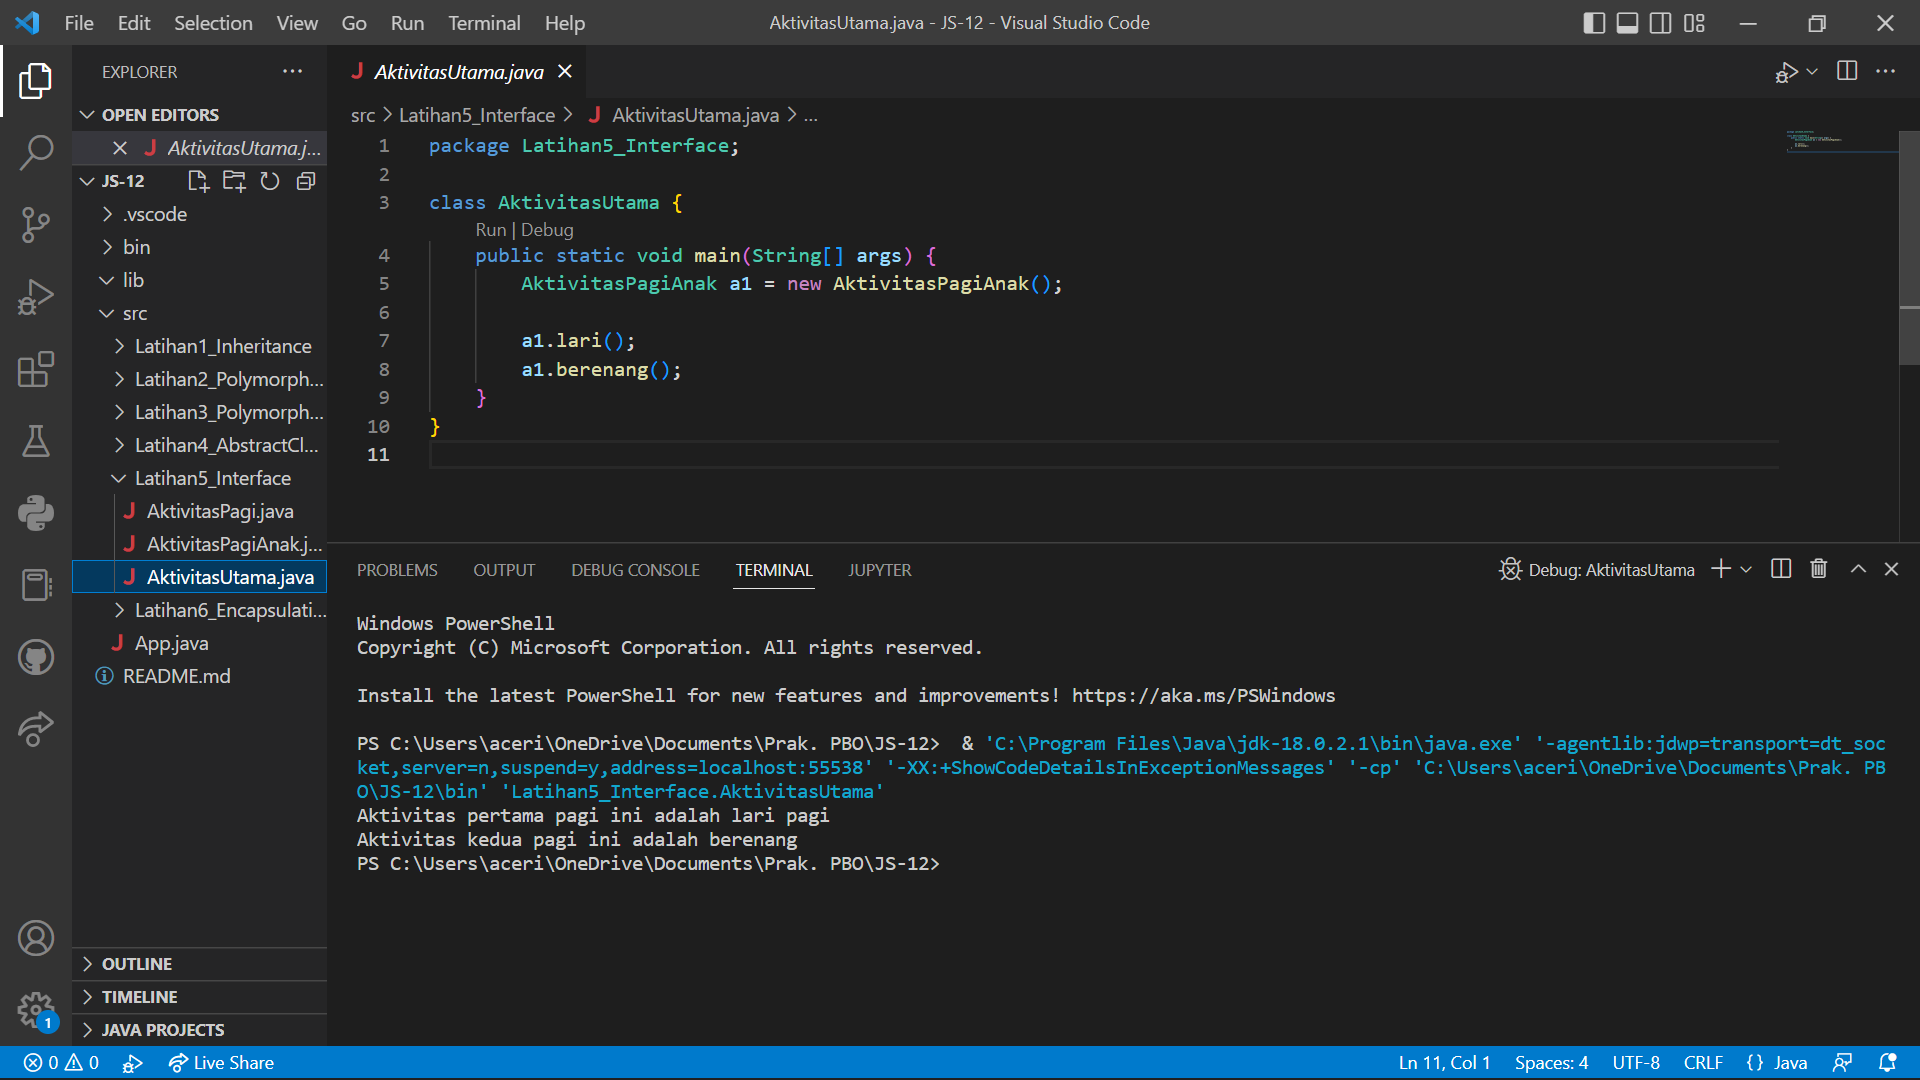 File Edit Selection View Go Run Terminal Help
AktivitasUtama.java - JS-12 - Visual Studio Code
EXPLORER
OPEN EDITORS
AktivitasUtama.j...
JS-12
.vscode
bin
lib
src
Latihan1_Inheritance
Latihan2_Polymorph...
Latihan3_Polymorph...
Latihan4_AbstractCl...
Latihan5_Interface
AktivitasPagi.java
AktivitasPagiAnak.j...
AktivitasUtama.java
Latihan6_Encapsulati...
App.java
README.md
OUTLINE
TIMELINE
JAVA PROJECTS
1
AktivitasUtama.java
src > Latihan5_Interface > AktivitasUtama.java > ...
1 package Latihan5_Interface;
2
3 class AktivitasUtama {
Run | Debug
4 public static void main(String[] args) {
5 AktivitasPagiAnak a1 = new AktivitasPagiAnak();
6
7 a1.lari();
8 a1.berenang();
9 }
10 }
11
PROBLEMS OUTPUT DEBUG CONSOLE TERMINAL JUPYTER
Debug: AktivitasUtama
Windows PowerShell
Copyright (C) Microsoft Corporation. All rights reserved.
Install the latest PowerShell for new features and improvements! https://aka.ms/PSWindows
PS C:\Users\aceri\OneDrive\Documents\Prak. PBO\JS-12>  & 'C:\Program Files\Java\jdk-18.0.2.1\bin\java.exe' '-agentlib:jdwp=transport=dt_soc
ket,server=n,suspend=y,address=localhost:55538' '-XX:+ShowCodeDetailsInExceptionMessages' '-cp' 'C:\Users\aceri\OneDrive\Documents\Prak. PB
O\JS-12\bin' 'Latihan5_Interface.AktivitasUtama'
Aktivitas pertama pagi ini adalah lari pagi
Aktivitas kedua pagi ini adalah berenang
PS C:\Users\aceri\OneDrive\Documents\Prak. PBO\JS-12>
0 0 Live Share
Ln 11, Col 1 Spaces: 4 UTF-8 CRLF {} Java